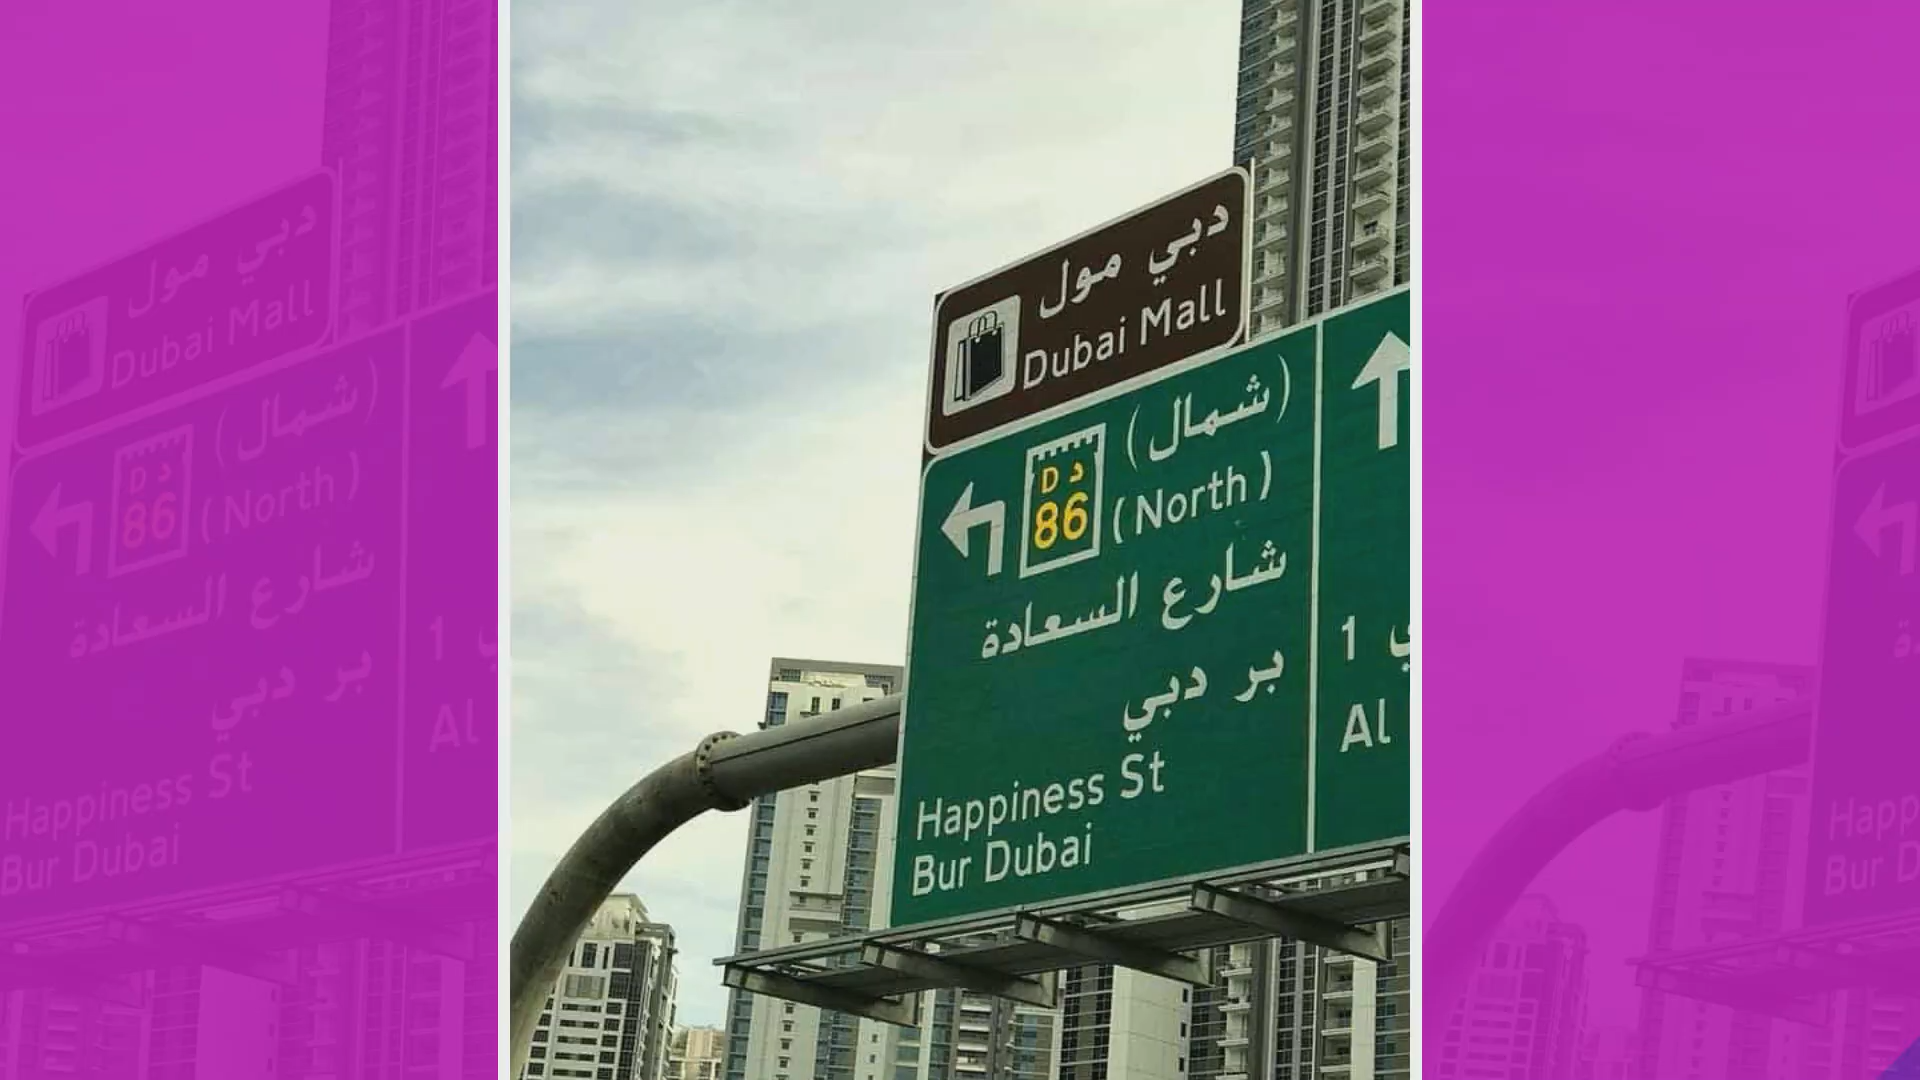 دبي مول
Dubai Mall
(شمال)
D د
86
(North)
شارع السعادة
بر دبي
Happiness St
Bur Dubai
1
Al